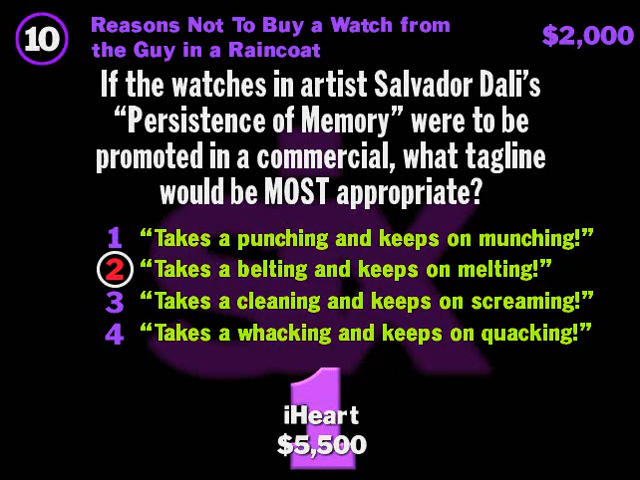 10
Reasons Not To Buy a Watch from
the Guy in a Raincoat
$2,000
If the watches in artist Salvador Dali's
"Persistence of Memory" were to be
promoted in a commercial, what tagline
would be MOST appropriate?
1 "Takes a punching and keeps on munching!"
2 "Takes a belting and keeps on melting!"
3 "Takes a cleaning and keeps on screaming!"
4 "Takes a whacking and keeps on quacking!"
six
1
iHeart
$5,500